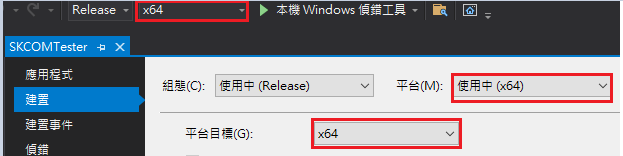 Release x64 本機 Windows 偵錯工具
SKCOMTester
應用程式
組態(C): 使用中 (Release) 平台(M): 使用中 (x64)
建置
建置事件
平台目標(G): x64
偵錯